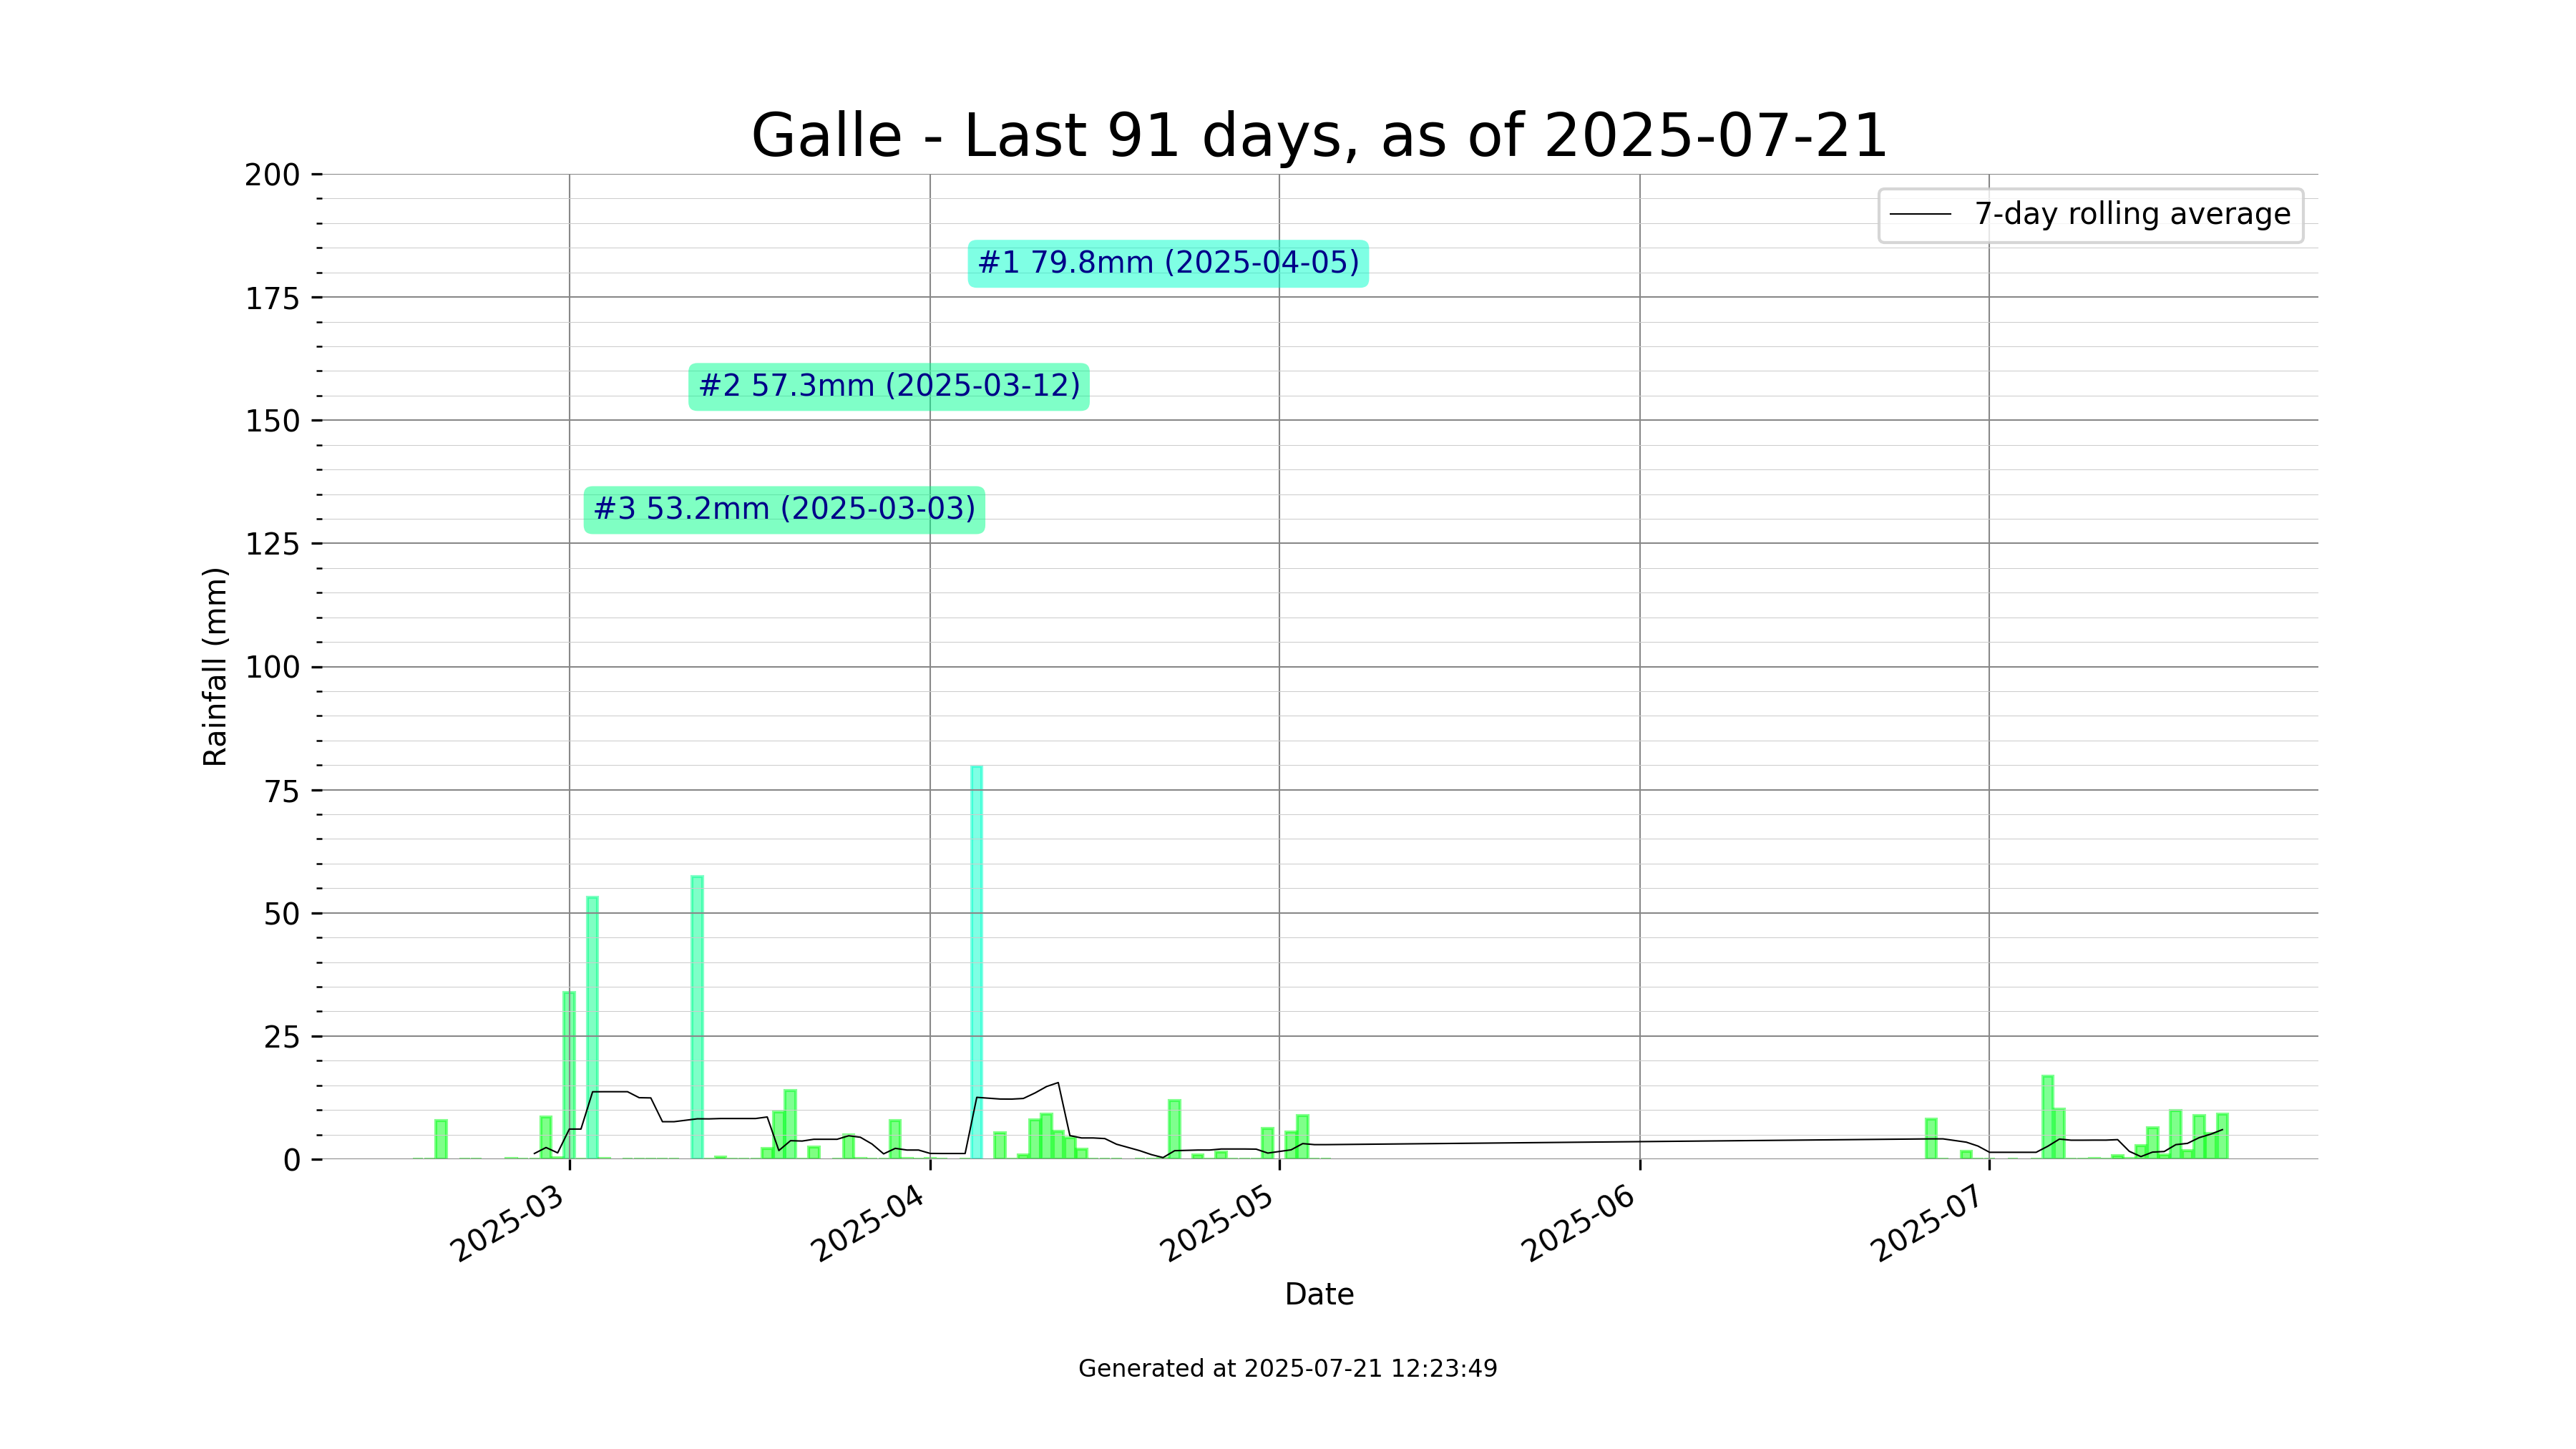 Galle - Last 91 days, as of 2025-07-21
200
175
150
125
100
75
50
25
0
Rainfall (mm)
7-day rolling average
#1 79.8mm (2025-04-05)
#2 57.3mm (2025-03-12)
#3 53.2mm (2025-03-03)
2025-03
2025-04
2025-05
2025-06
2025-07
Date
Generated at 2025-07-21 12:23:49